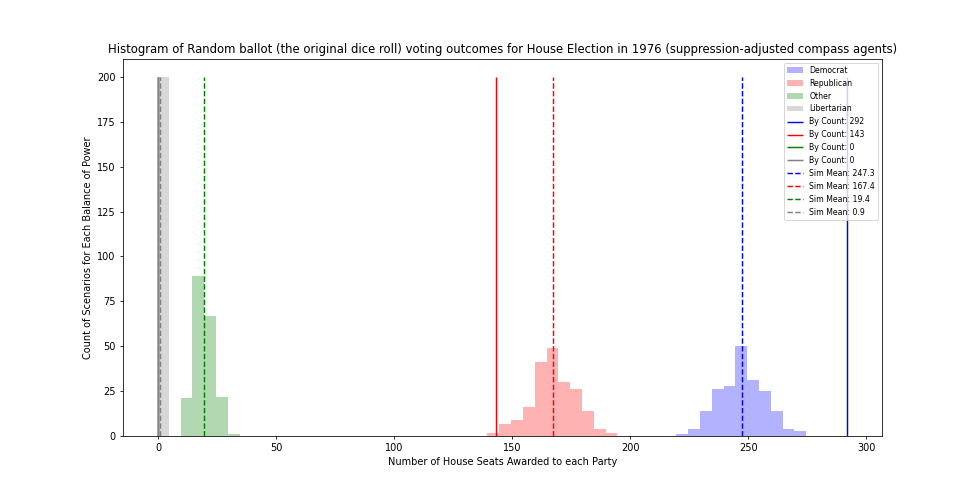 Histogram of Random ballot (the original dice roll) voting outcomes for House Election in 1976 (suppression-adjusted compass agents)
Count of Scenarios for Each Balance of Power
200
175
150
125
100
75
50
25
0
Democrat
Republican
Other
Libertarian
By Count: 292
By Count: 143
By Count: 0
By Count: 0
Sim Mean: 247.3
Sim Mean: 167.4
Sim Mean: 19.4
Sim Mean: 0.9
0 50 100 150 200 250 300
Number of House Seats Awarded to each Party